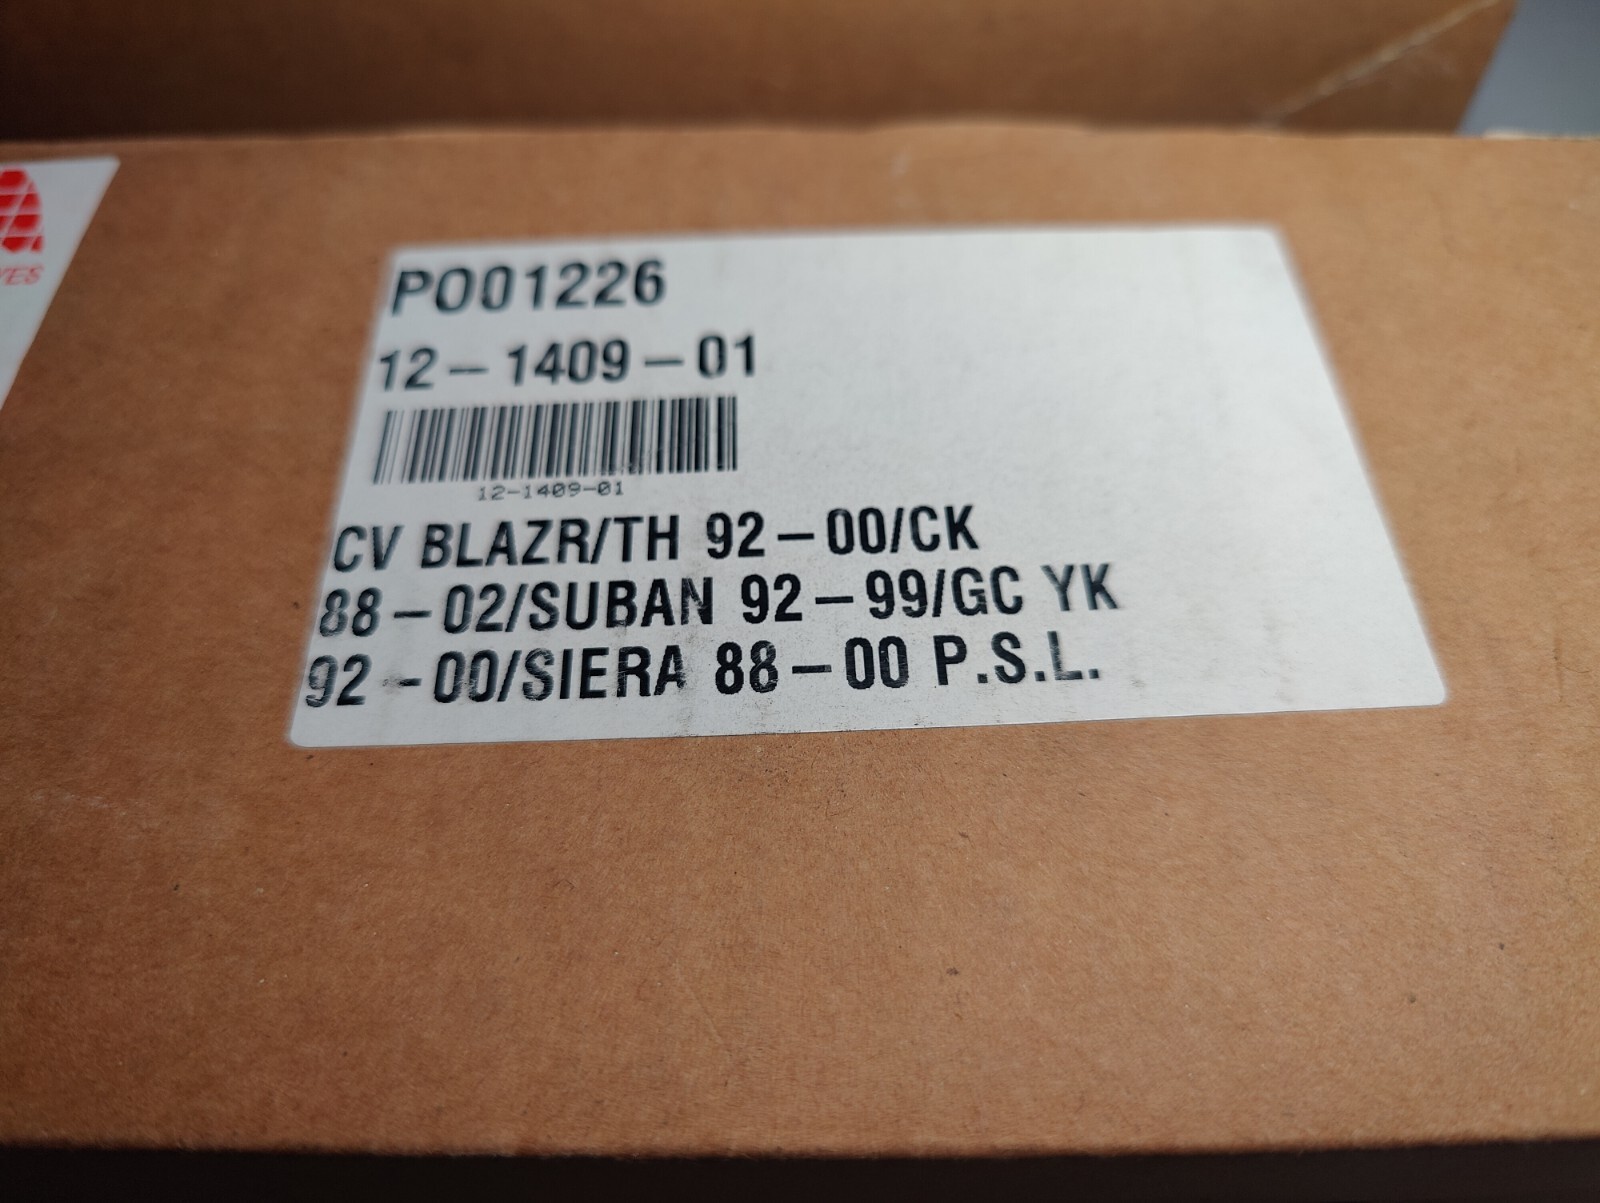 YES
PO01226
12-1409-01
12-1409-01
CV BLAZR/TH 92-00/CK
88-02/SUBAN 92-99/GC YK
92-00/SIERA 88-00 P.S.L.